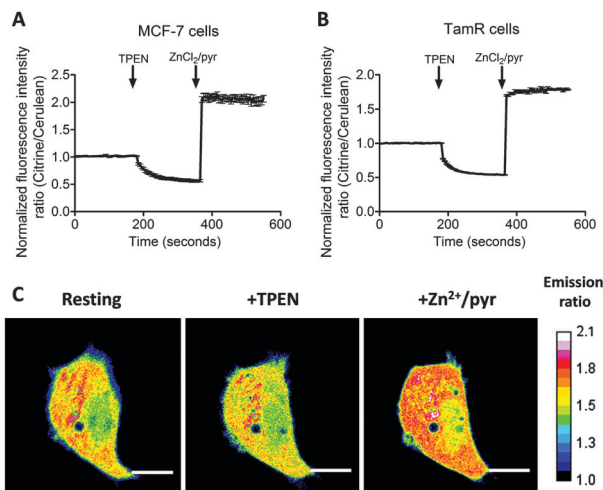 A
MCF-7 cells
TPEN
ZnCl₂/pyr
Normalized fluorescence intensity
ratio (Citrine/Cerulean)
2.5
2.0
1.5
1.0
0.5
0.0
0
200
400
600
Time (seconds)
B
TamR cells
TPEN
ZnCl₂/pyr
Normalized fluorescence intensity
ratio (Citrine/Cerulean)
2.0
1.5
1.0
0.5
0.0
0
200
400
600
Time (seconds)
C
Resting
+TPEN
+Zn²⁺/pyr
Emission
ratio
2.1
1.8
1.6
1.3
1.0